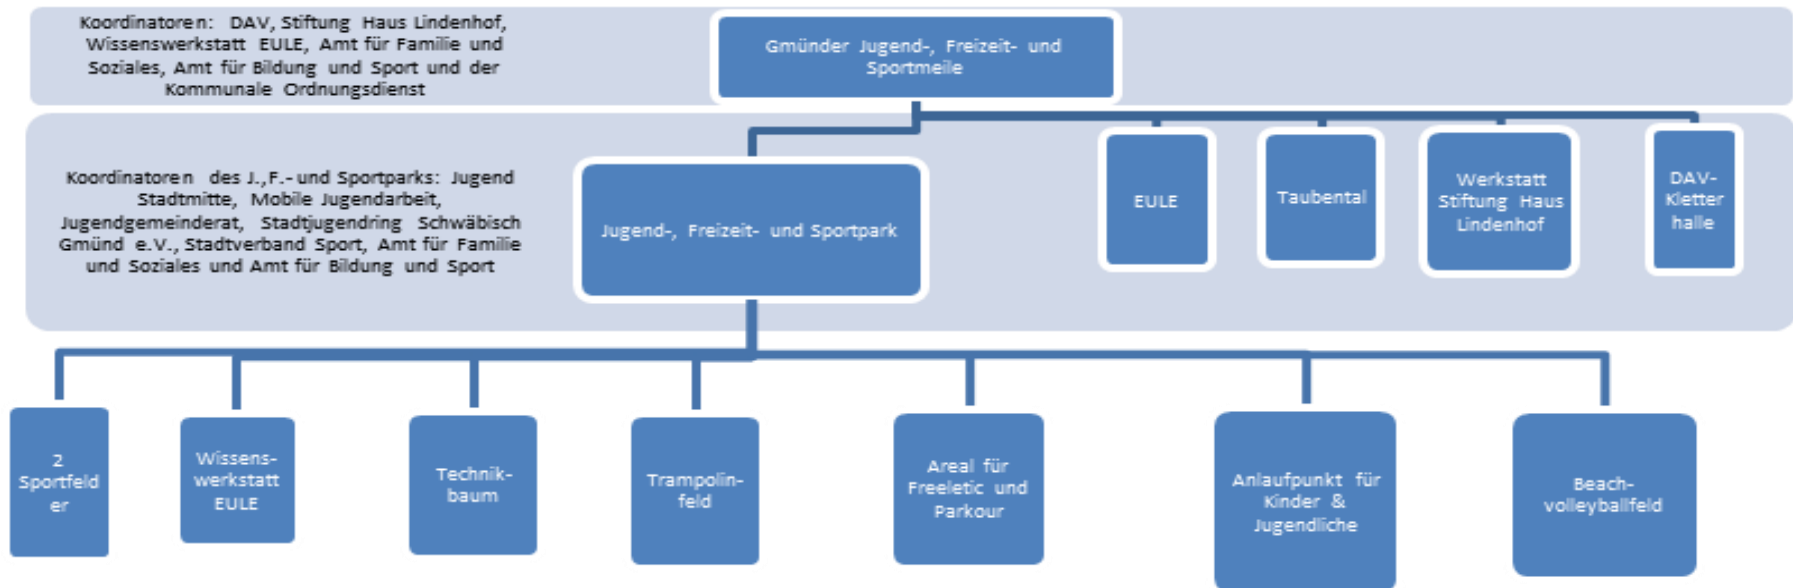 Koordinatoren: DAV, Stiftung Haus Lindenhof,
Wissenswerkstatt EULE, Amt für Familie und
Soziales, Amt für Bildung und Sport und der
Kommunale Ordnungsdienst
Gmünder Jugend-, Freizeit- und
Sportmeile
Koordinatoren des J.,F.- und Sportparks: Jugend
Stadtmitte, Mobile Jugendarbeit,
Jugendgemeinderat, Stadtjugendring Schwäbisch
Gmünd e.V., Stadtverband Sport, Amt für Familie
und Soziales und Amt für Bildung und Sport
Jugend-, Freizeit- und Sportpark
EULE
Taubental
Werkstatt
Stiftung Haus
Lindenhof
DAV-
Kletter
halle
2
Sportfeld
er
Wissens-
werkstatt
EULE
Technik-
baum
Trampolin-
feld
Areal für
Freeletic und
Parkour
Anlaufpunkt für
Kinder &
Jugendliche
Beach-
volleyballfeld